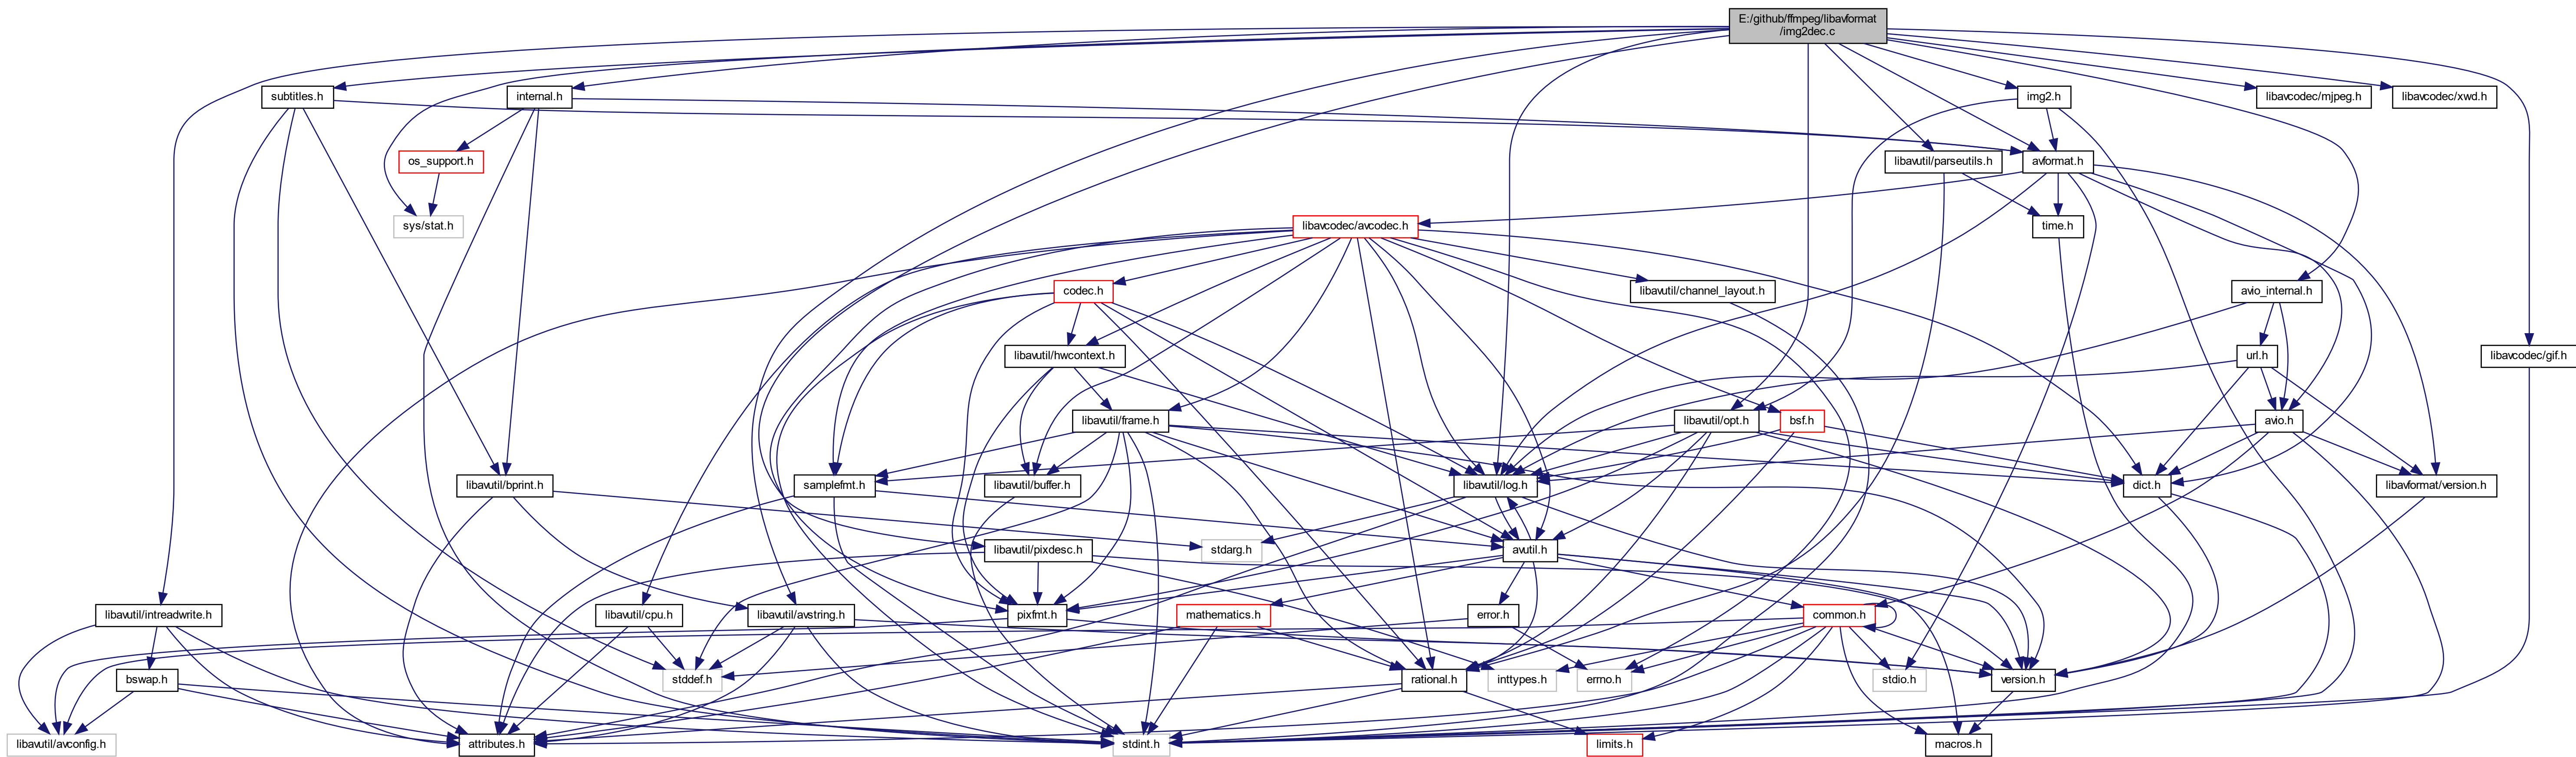 E:/github/ffmpeg/libavformat
/img2dec.c
subtitles.h
internal.h
img2.h
libavcodec/mjpeg.h
libavcodec/xwd.h
os_support.h
libavutil/parseutils.h
avformat.h
sys/stat.h
libavcodec/avcodec.h
time.h
codec.h
libavutil/channel_layout.h
avio_internal.h
libavutil/hwcontext.h
url.h
libavcodec/gif.h
libavutil/frame.h
libavutil/opt.h
bsf.h
avio.h
libavutil/bprint.h
samplefmt.h
libavutil/buffer.h
libavutil/log.h
dict.h
libavformat/version.h
libavutil/pixdesc.h
stdarg.h
avutil.h
libavutil/intreadwrite.h
libavutil/cpu.h
libavutil/avstring.h
pixfmt.h
mathematics.h
error.h
common.h
bswap.h
stddef.h
rational.h
inttypes.h
errno.h
stdio.h
version.h
libavutil/avconfig.h
attributes.h
stdint.h
limits.h
macros.h